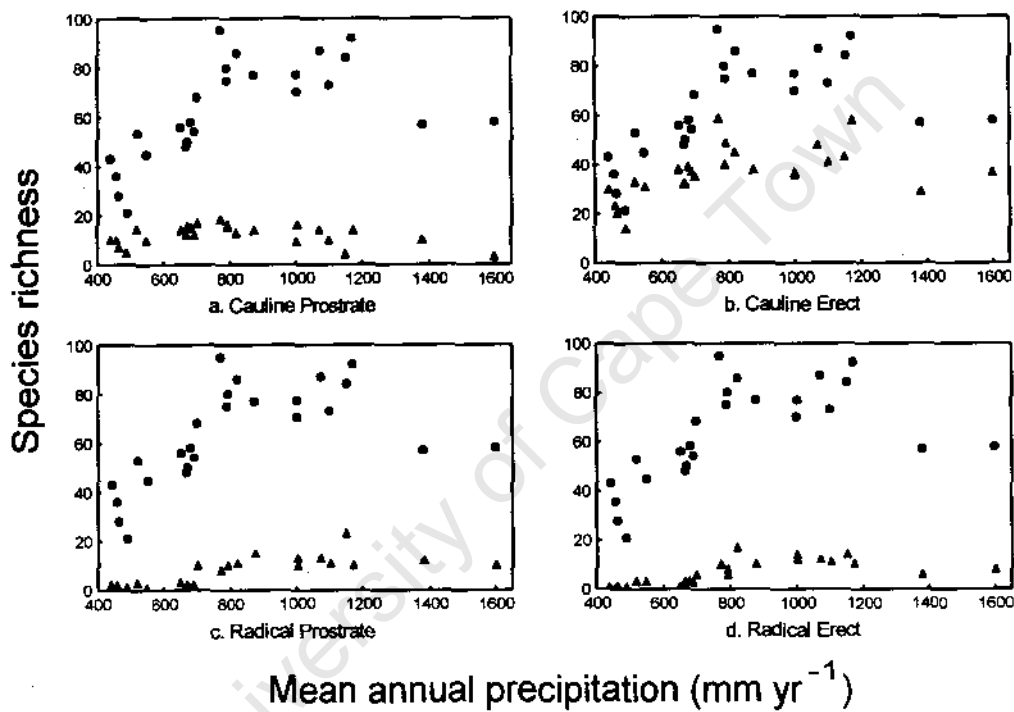 Species richness
100
80
60
40
20
0
400 600 800 1000 1200 1400 1600
a. Cauline Prostrate
100
80
60
40
20
0
400 600 800 1000 1200 1400 1600
b. Cauline Erect
100
80
60
40
20
0
400 600 800 1000 1200 1400 1600
c. Radical Prostrate
100
80
60
40
20
0
400 600 800 1000 1200 1400 1600
d. Radical Erect
Mean annual precipitation (mm yr⁻¹)
iversity of Cape Town